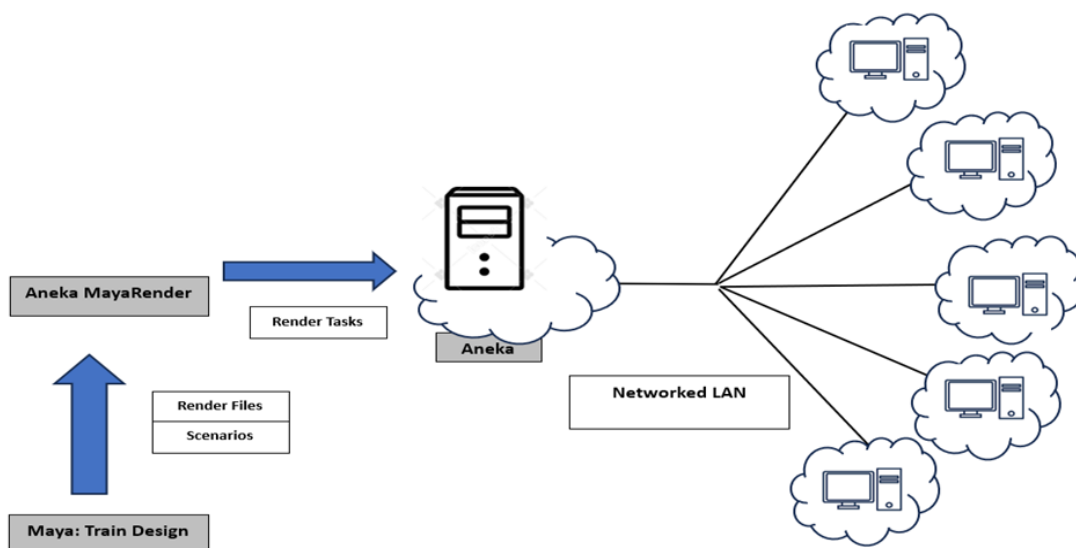 Aneka MayaRender
Render Tasks
Aneka
Networked LAN
Render Files
Scenarios
Maya: Train Design